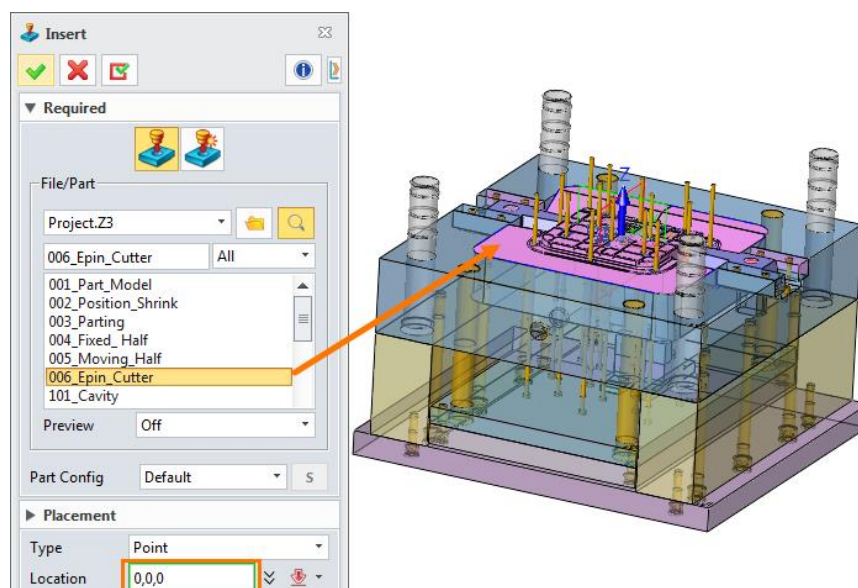 Insert
Required
File/Part
Project.Z3
006_Epin_Cutter All
001_Part_Model
002_Position_Shrink
003_Parting
004_Fixed_ Half
005_Moving_Half
006_Epin_Cutter
101_Cavity
Preview Off
Part Config Default S
Placement
Type Point
Location 0,0,0
Z